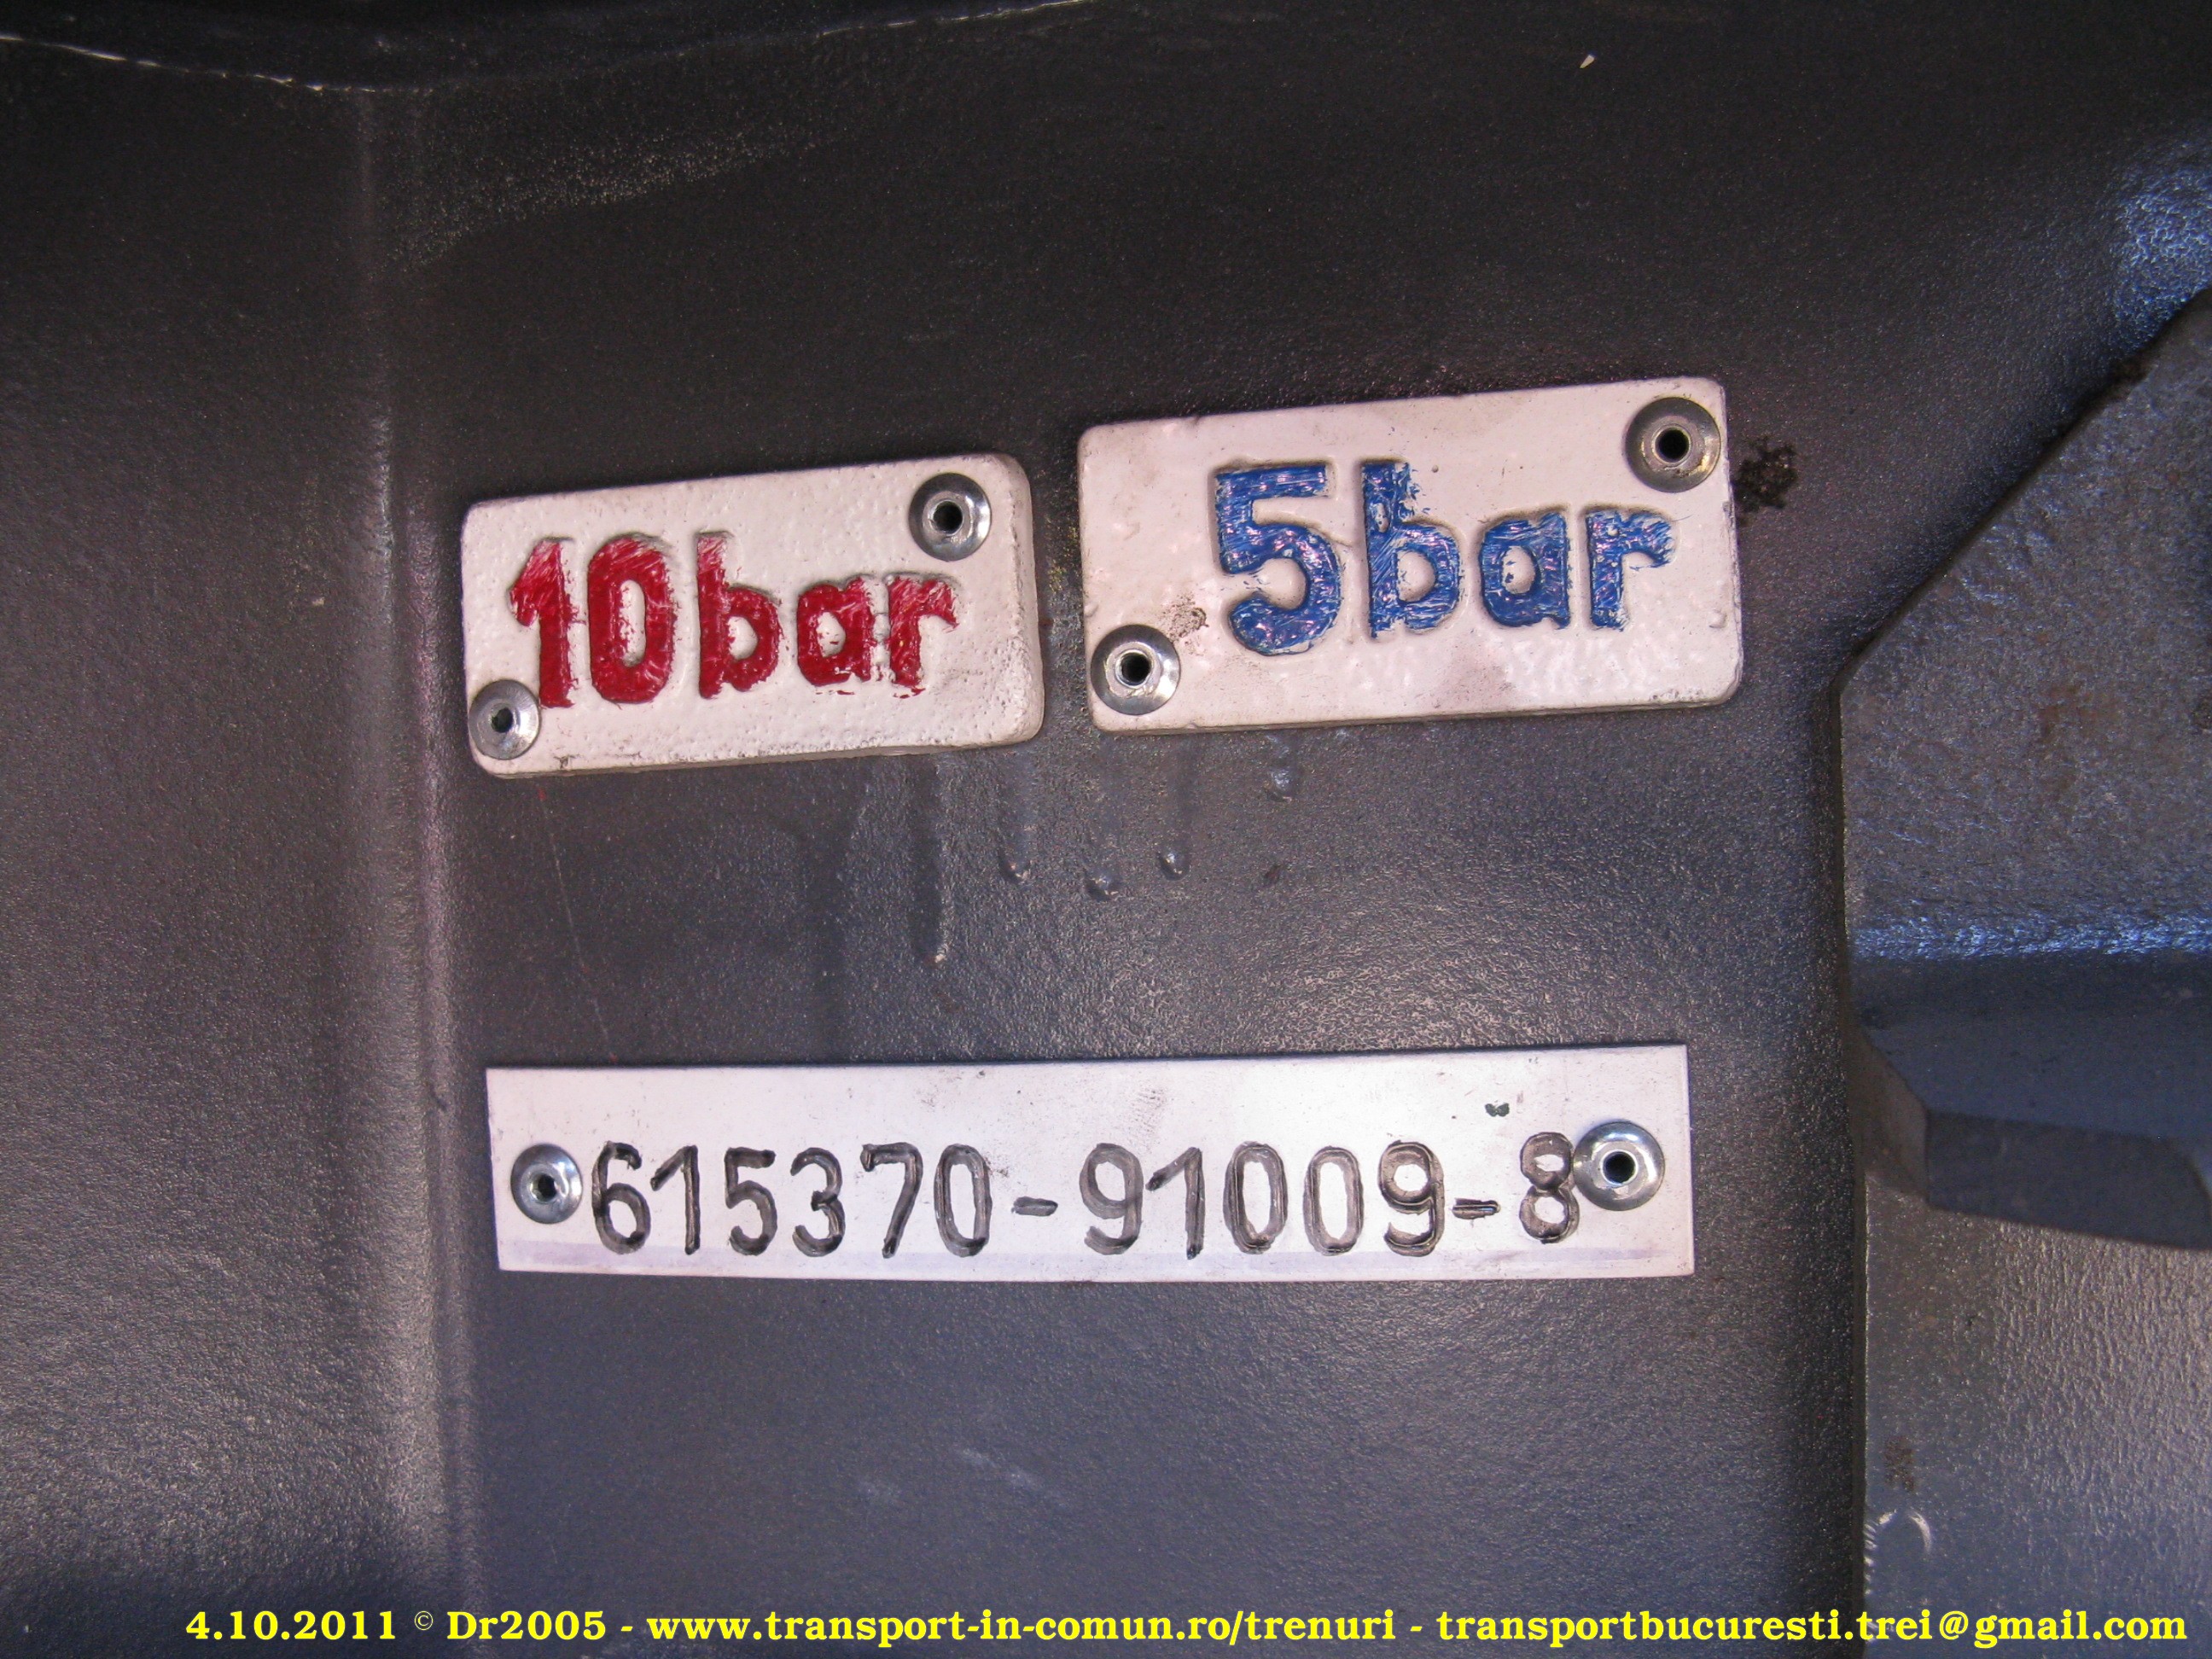 10bar
5bar
615370-91009-8
4.10.2011 © Dr2005 - www.transport-in-comun.ro/trenuri - transportbucuresti.trei@gmail.com